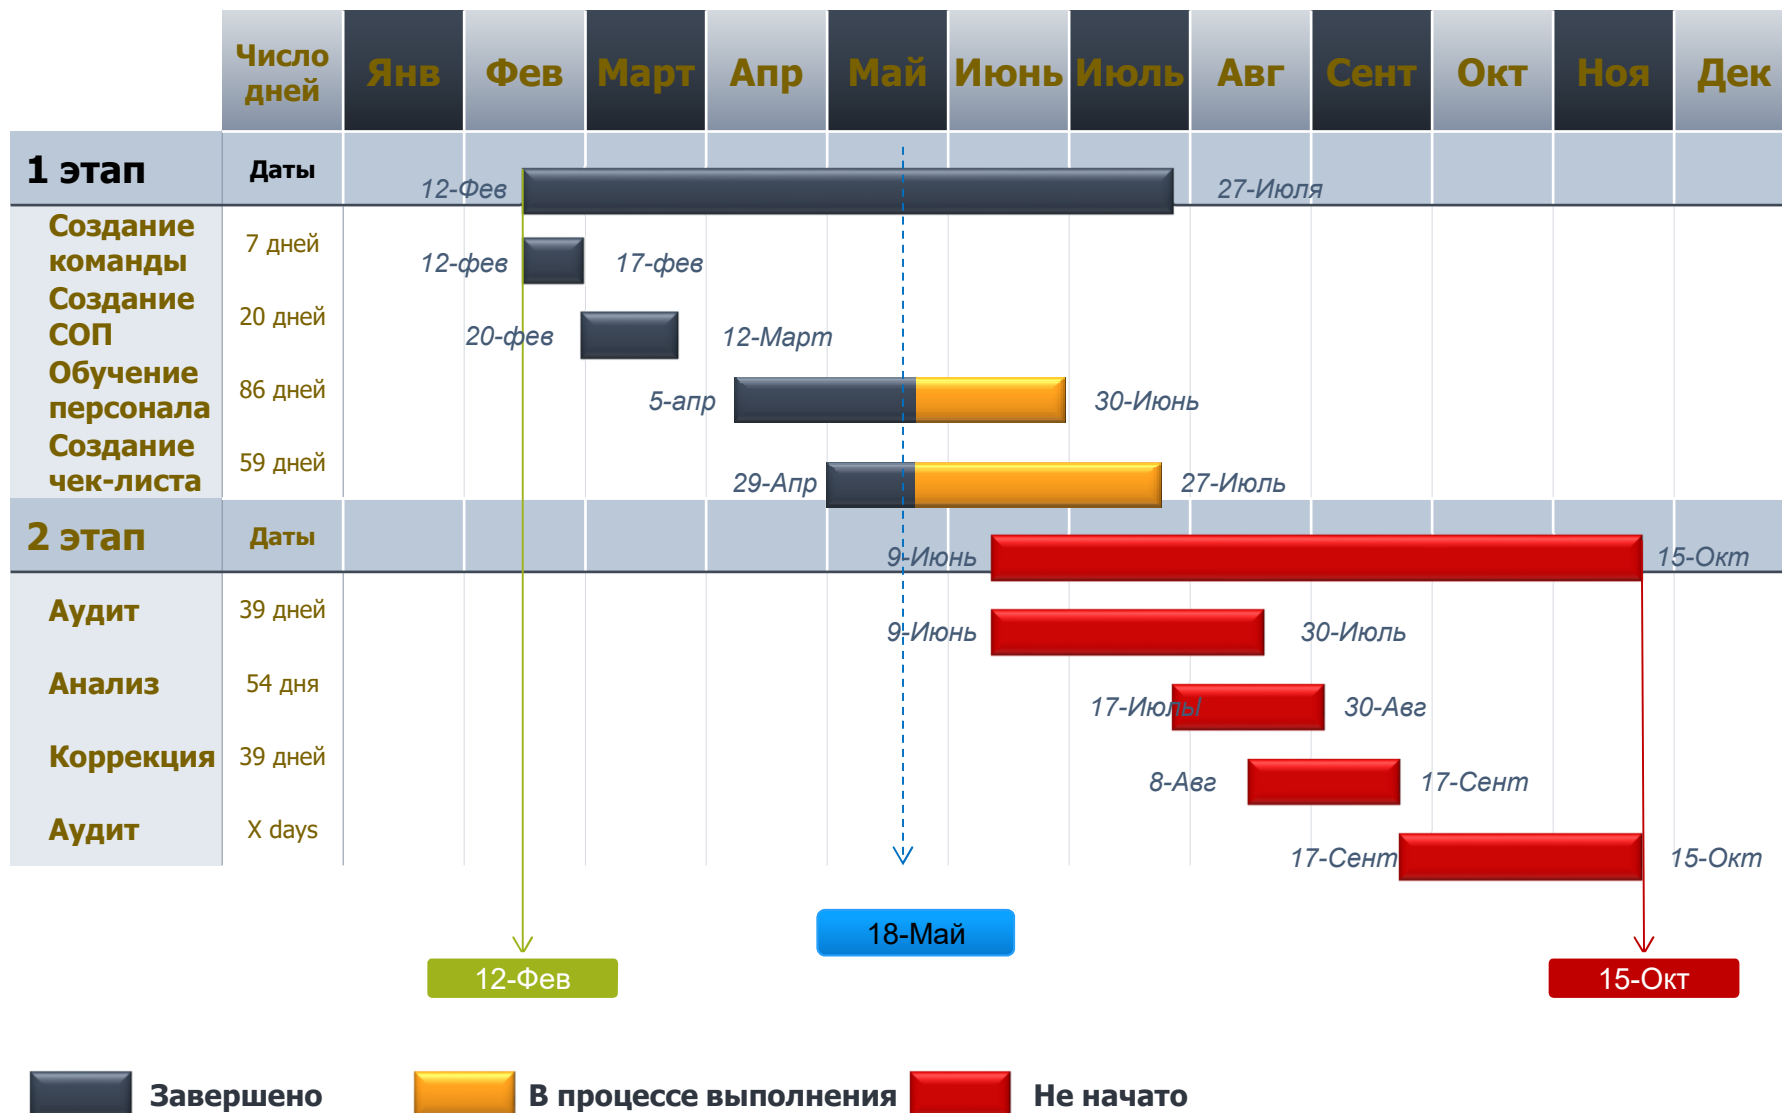 Число
дней
Янв
Фев
Март
Апр
Май
Июнь
Июль
Авг
Сент
Окт
Ноя
Дек
1 этап
Даты
12-Фев
27-Июля
Создание
команды
7 дней
12-фев
17-фев
Создание
СОП
20 дней
20-фев
12-Март
Обучение
персонала
86 дней
5-апр
30-Июнь
Создание
чек-листа
59 дней
29-Апр
27-Июль
2 этап
Даты
9-Июнь
15-Окт
Аудит
39 дней
9-Июнь
30-Июль
Анализ
54 дня
17-Июльl
30-Авг
Коррекция
39 дней
8-Авг
17-Сент
Аудит
X days
17-Сент
15-Окт
18-Май
12-Фев
15-Окт
Завершено
В процессе выполнения
Не начато